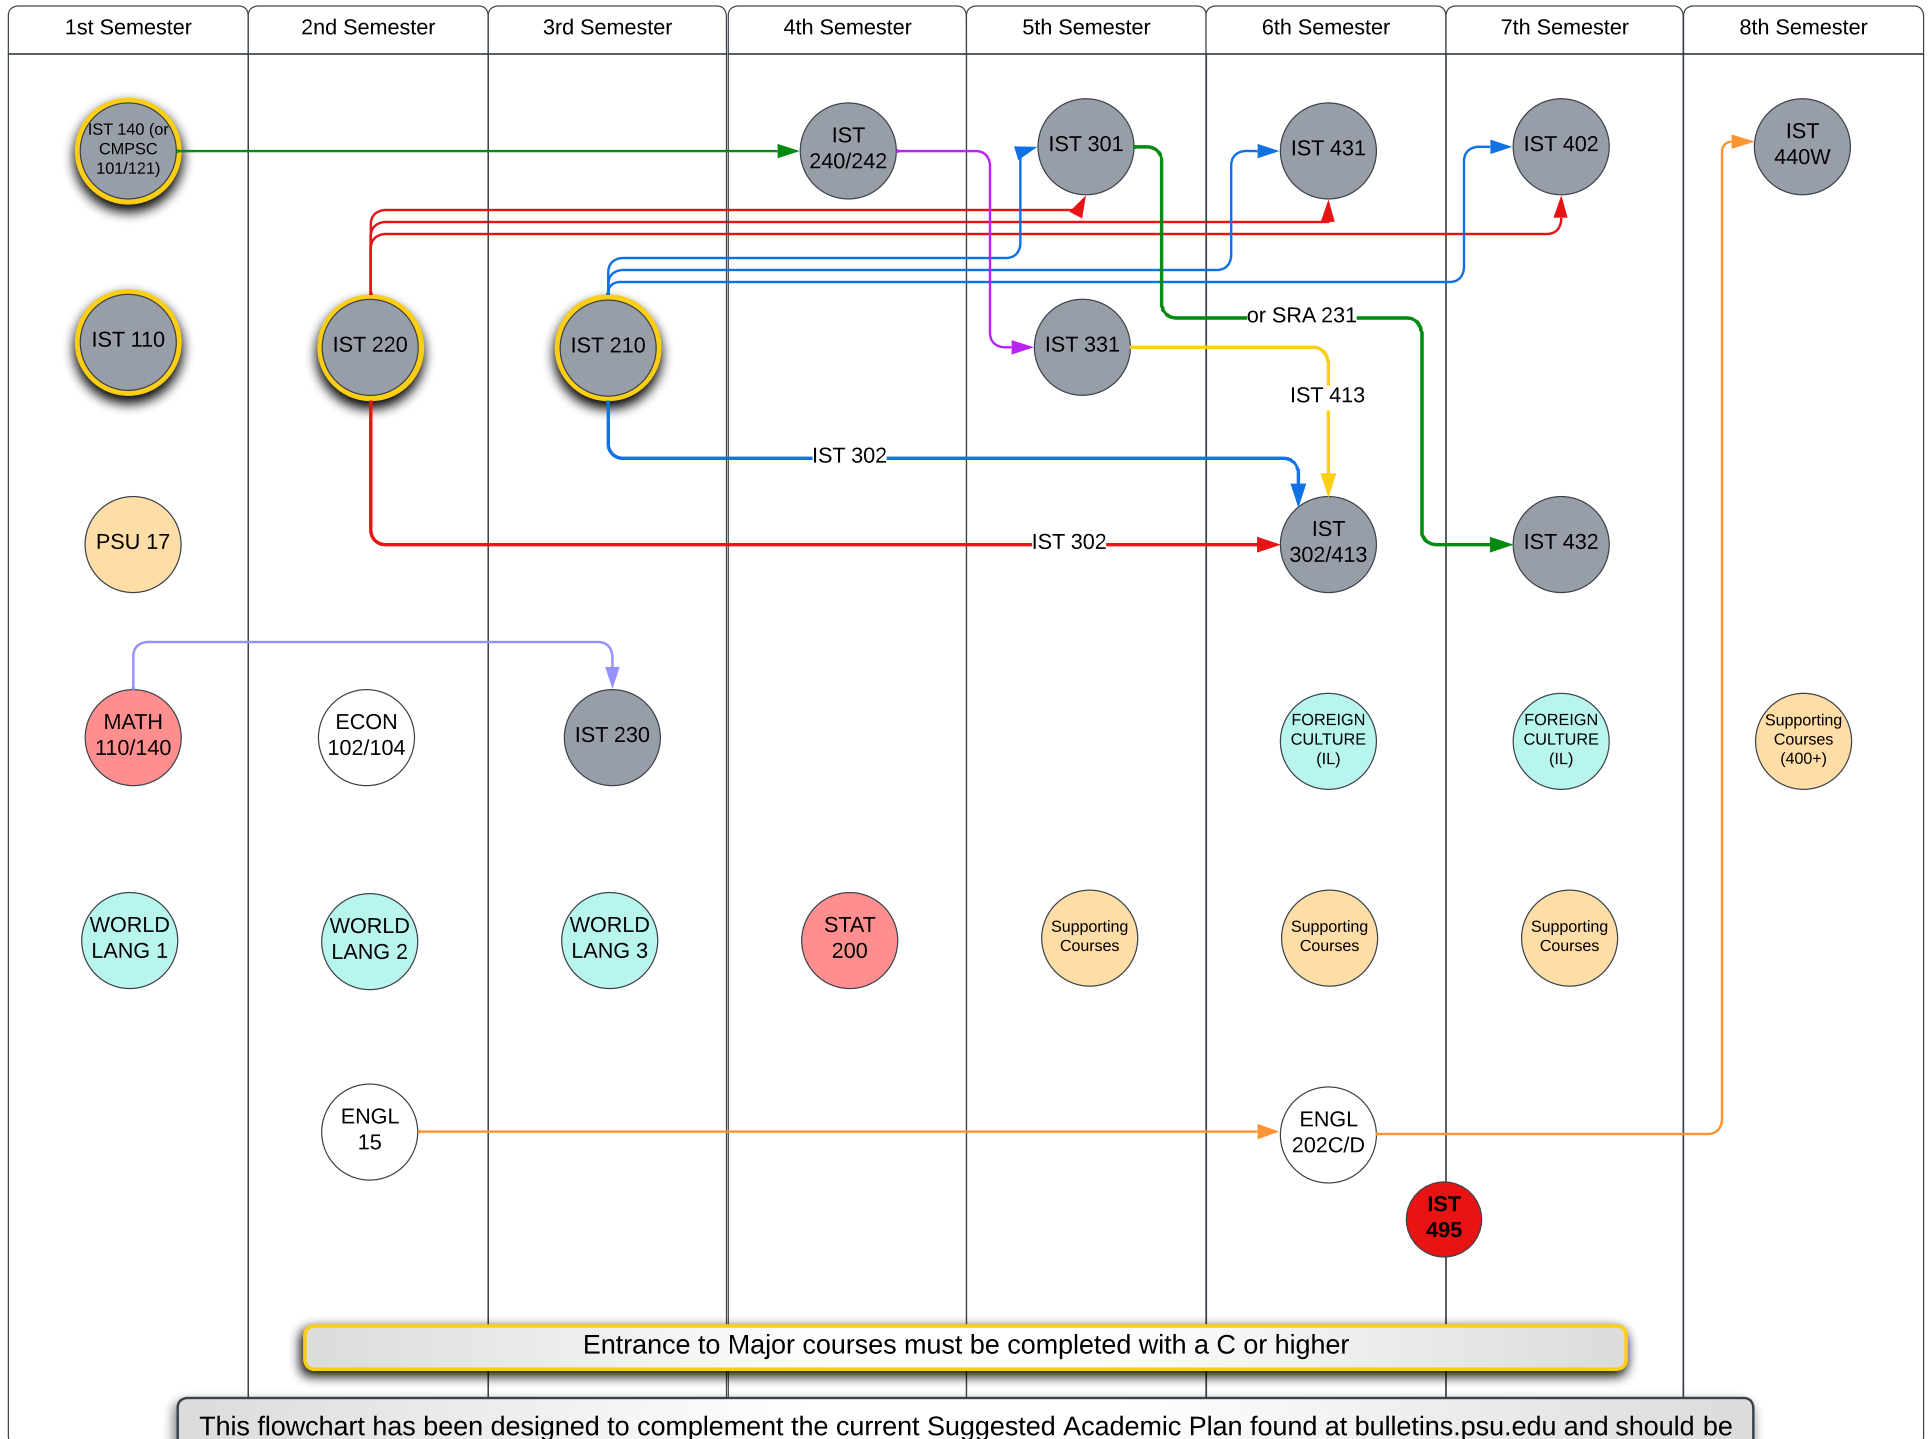 1st Semester
2nd Semester
3rd Semester
4th Semester
5th Semester
6th Semester
7th Semester
8th Semester
IST 140 (or
CMPSC
101/121)
IST
240/242
IST 301
IST 431
IST 402
IST
440W
or SRA 231
IST 110
IST 220
IST 210
IST 331
IST 413
IST 302
IST 302
PSU 17
IST
302/413
IST 432
MATH
110/140
ECON
102/104
IST 230
FOREIGN
CULTURE
(IL)
FOREIGN
CULTURE
(IL)
Supporting
Courses
(400+)
WORLD
LANG 1
WORLD
LANG 2
WORLD
LANG 3
STAT
200
Supporting
Courses
Supporting
Courses
Supporting
Courses
ENGL
15
ENGL
202C/D
IST
495
Entrance to Major courses must be completed with a C or higher
This flowchart has been designed to complement the current Suggested Academic Plan found at bulletins.psu.edu and should be